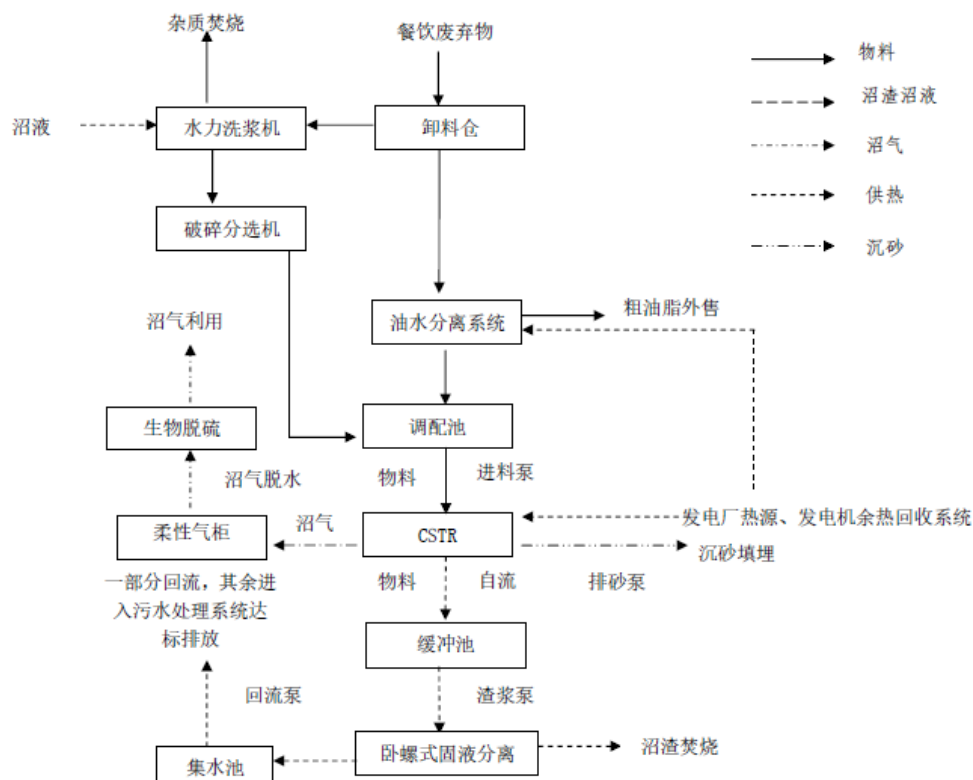 杂质焚烧
餐饮废弃物
物料
沼渣沼液
沼气
供热
沉砂
沼液
水力洗浆机
卸料仓
破碎分选机
油水分离系统
粗油脂外售
沼气利用
生物脱硫
调配池
物料
进料泵
沼气脱水
沼气
柔性气柜
CSTR
发电厂热源、发电机余热回收系统
沉砂填埋
一部分回流，其余进
入污水处理系统达
标排放
物料
自流
排砂泵
缓冲池
回流泵
渣浆泵
集水池
卧螺式固液分离
沼渣焚烧